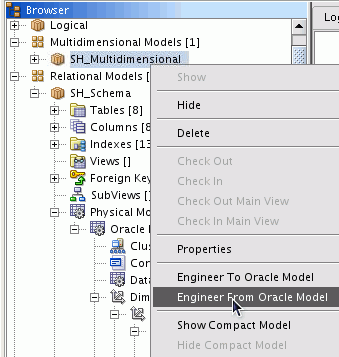 Browser
Lo
Logical
Multidimensional Models [1]
SH_Multidimensional
Relational Models [
SH_Schema
Tables [8]
Columns [8
Indexes [13
Views []
Foreign Key
SubViews []
Physical Mo
Oracle
Clus
Con
Data
Dim
Show
Hide
Delete
Check Out
Check In
Check Out Main View
Check In Main View
Properties
Engineer To Oracle Model
Engineer From Oracle Model
Show Compact Model
Hide Compact Model